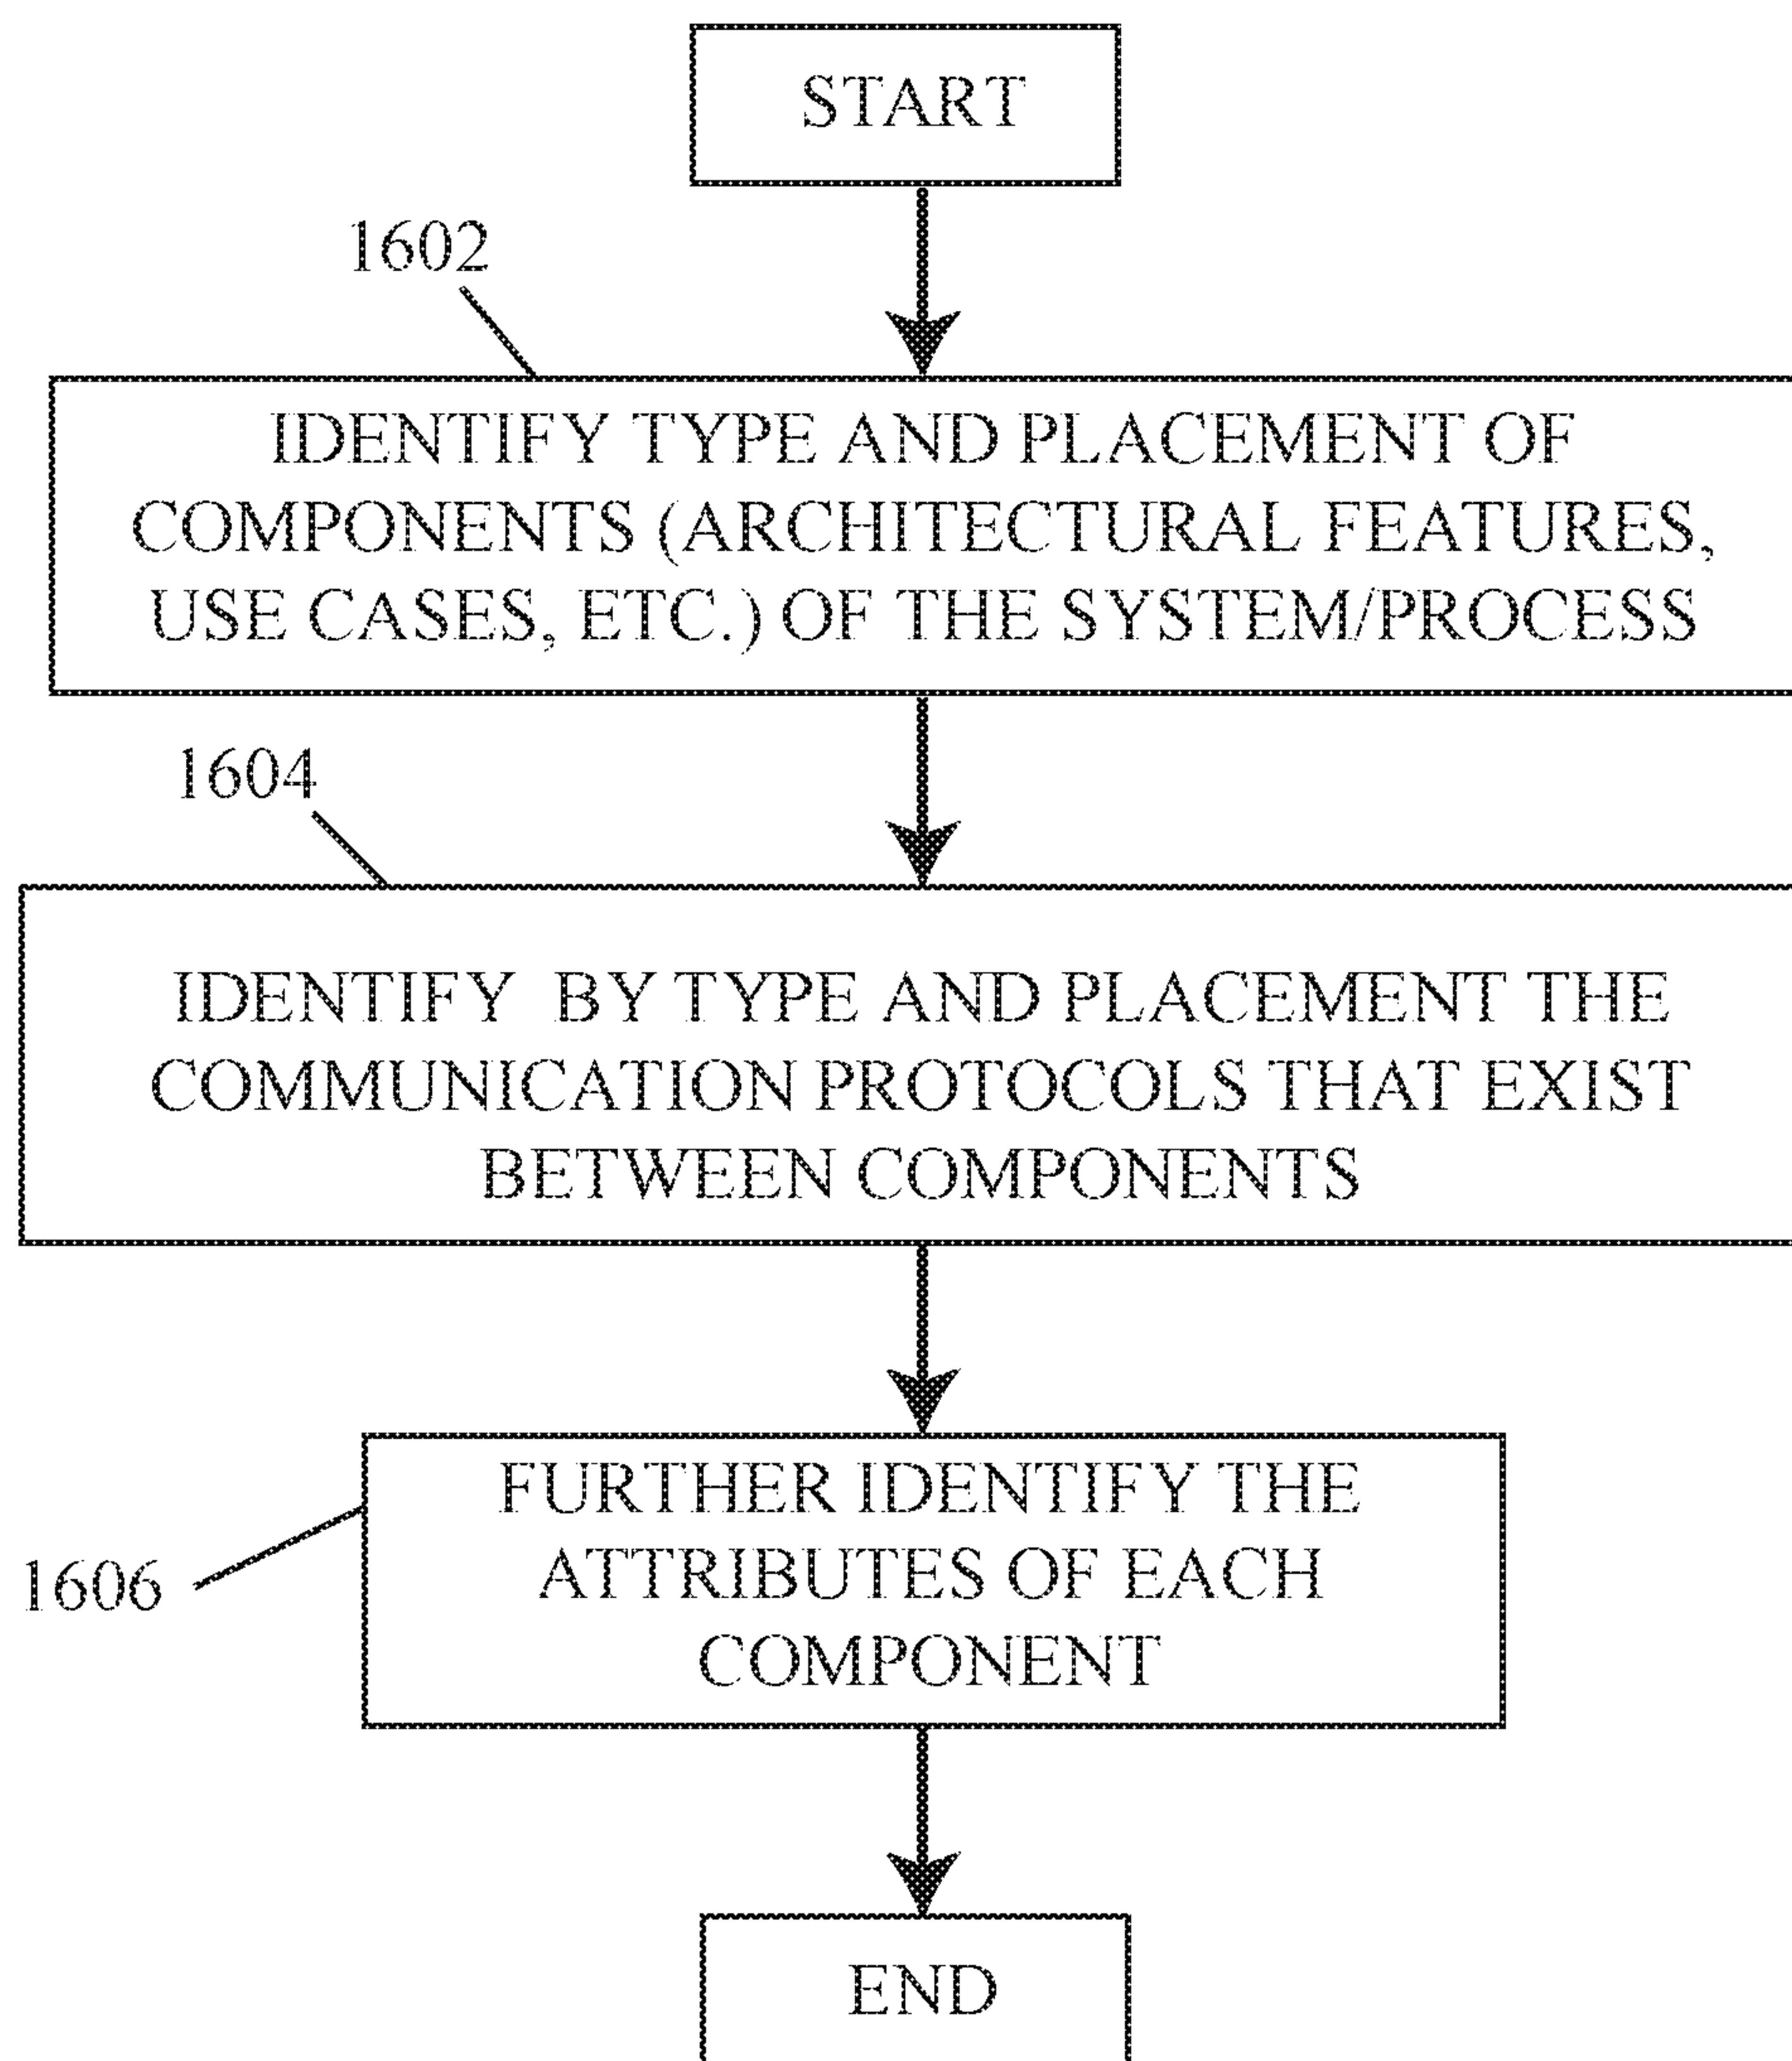 START
1602
IDENTIFY TYPE AND PLACEMENT OF
COMPONENTS (ARCHITECTURAL FEATURES,
USE CASES, ETC.) OF THE SYSTEM/PROCESS
1604
IDENTIFY BY TYPE AND PLACEMENT THE
COMMUNICATION PROTOCOLS THAT EXIST
BETWEEN COMPONENTS
FURTHER IDENTIFY THE
ATTRIBUTES OF EACH
COMPONENT
1606
END